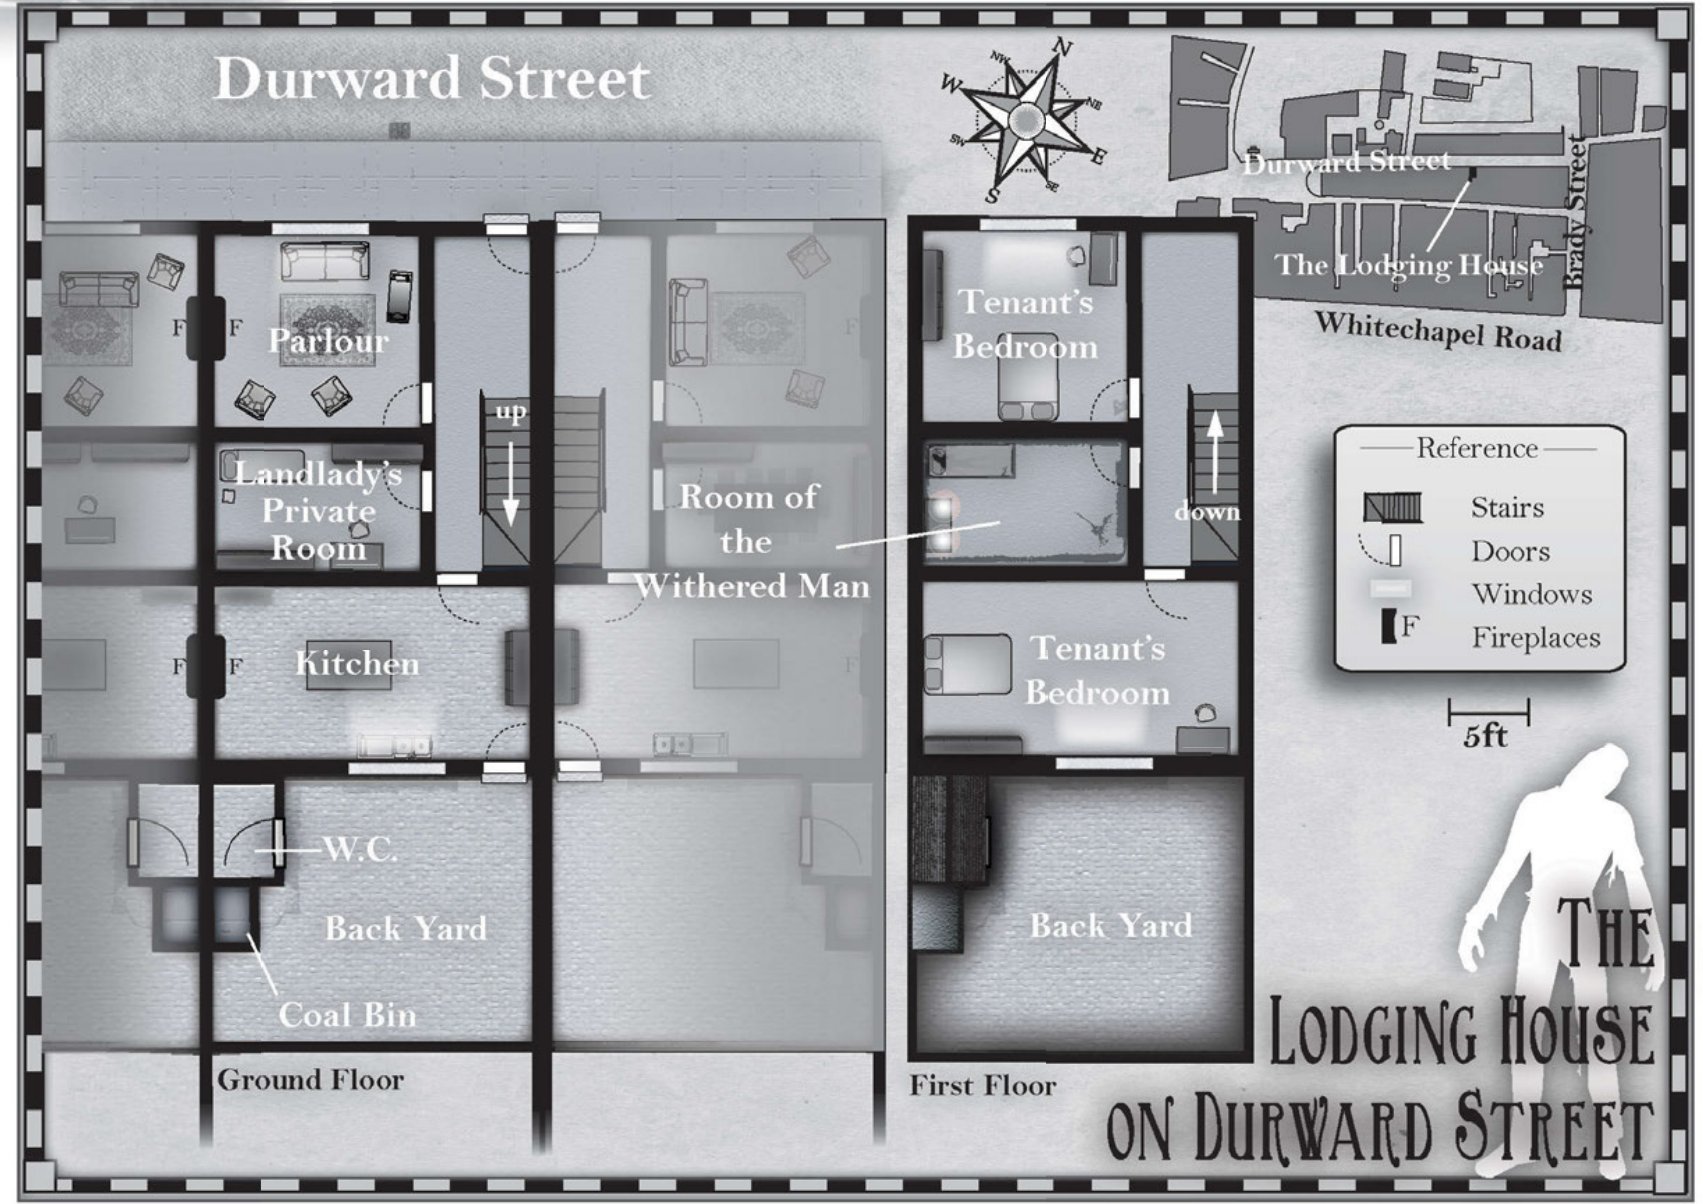 Durward Street
N
NW
NE
W
E
SW
SE
S
Durward Street
Brady Street
The Lodging House
Whitechapel Road
F
F
Parlour
up
Landlady's
Private
Room
F
Room of
the
Withered Man
Tenant's
Bedroom
down
Reference
Stairs
Doors
Windows
F
Fireplaces
F
F
Kitchen
F
Tenant's
Bedroom
5ft
W.C.
Back Yard
Coal Bin
Back Yard
Ground Floor
First Floor
THE
LODGING HOUSE
ON DURWARD STREET